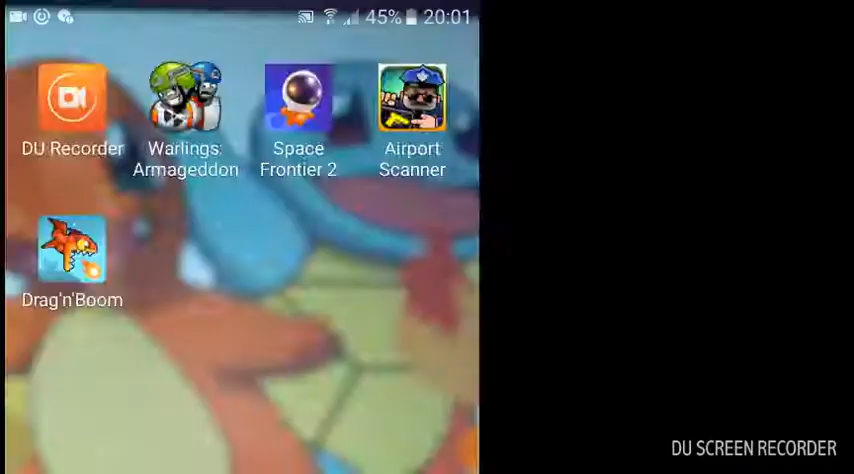 45% 20:01
DU Recorder
Warlings:
Armageddon
Space
Frontier 2
Airport
Scanner
Drag'n'Boom
DU SCREEN RECORDER